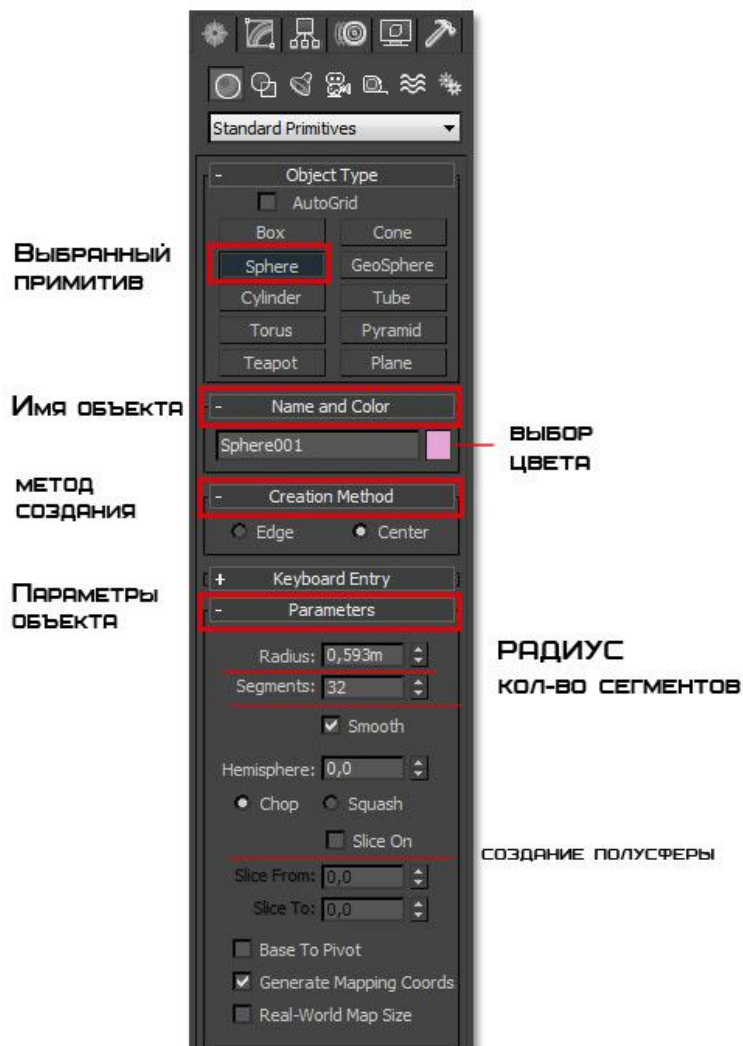 Standard Primitives
- Object Type
AutoGrid
Выбранный
примитив
Box Cone
Sphere GeoSphere
Cylinder Tube
Torus Pyramid
Teapot Plane
Имя объекта
- Name and Color
Sphere001
выбор
цвета
метод
создания
- Creation Method
Edge Center
+ Keyboard Entry
Параметры
объекта
- Parameters
Radius: 0,593m
РАДИУС
Segments: 32
кол-во сегментов
Smooth
Hemisphere: 0,0
Chop Squash
Slice On
создание полусферы
Slice From: 0,0
Slice To: 0,0
Base To Pivot
Generate Mapping Coords
Real-World Map Size